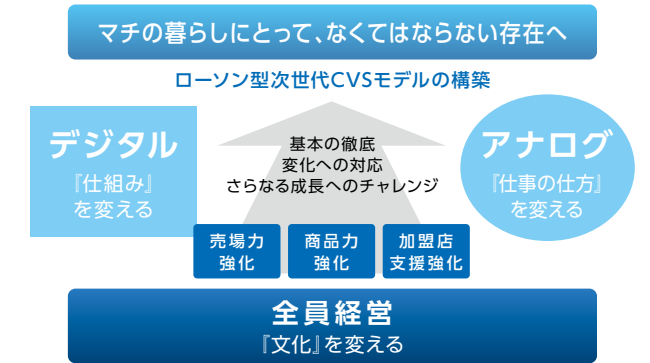 マチの暮らしにとって、なくてはならない存在へ
ローソン型次世代CVSモデルの構築
デジタル
『仕組み』
を変える
基本の徹底
変化への対応
さらなる成長へのチャレンジ
アナログ
『仕事の仕方』
を変える
売場力
強化
商品力
強化
加盟店
支援強化
全員経営
『文化』を変える